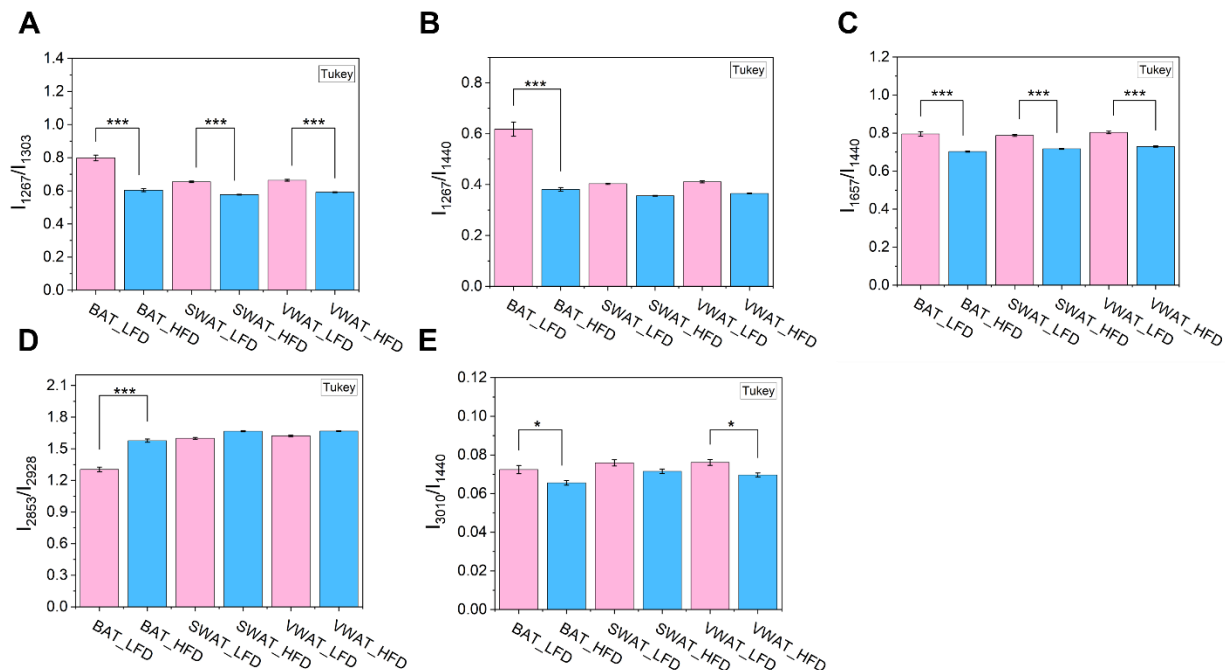 A
B
C
1.4
1.2
1.0
0.8
0.6
0.4
0.2
0.0
I1267/I1303
Tukey
***
***
***
BAT_LFD
BAT_HFD
SWAT_LFD
SWAT_HFD
VWAT_LFD
VWAT_HFD
0.8
0.6
0.4
0.2
0.0
I1267/I1440
Tukey
***
BAT_LFD
BAT_HFD
SWAT_LFD
SWAT_HFD
VWAT_LFD
VWAT_HFD
1.2
1.0
0.8
0.6
0.4
0.2
0.0
I1657/I1440
Tukey
***
***
***
BAT_LFD
BAT_HFD
SWAT_LFD
SWAT_HFD
VWAT_LFD
VWAT_HFD
D
E
2.1
1.8
1.5
1.2
0.9
0.6
0.3
0.0
I2853/I2928
Tukey
***
BAT_LFD
BAT_HFD
SWAT_LFD
SWAT_HFD
VWAT_LFD
VWAT_HFD
0.12
0.10
0.08
0.06
0.04
0.02
0.00
I3010/I1440
Tukey
*
*
BAT_LFD
BAT_HFD
SWAT_LFD
SWAT_HFD
VWAT_LFD
VWAT_HFD